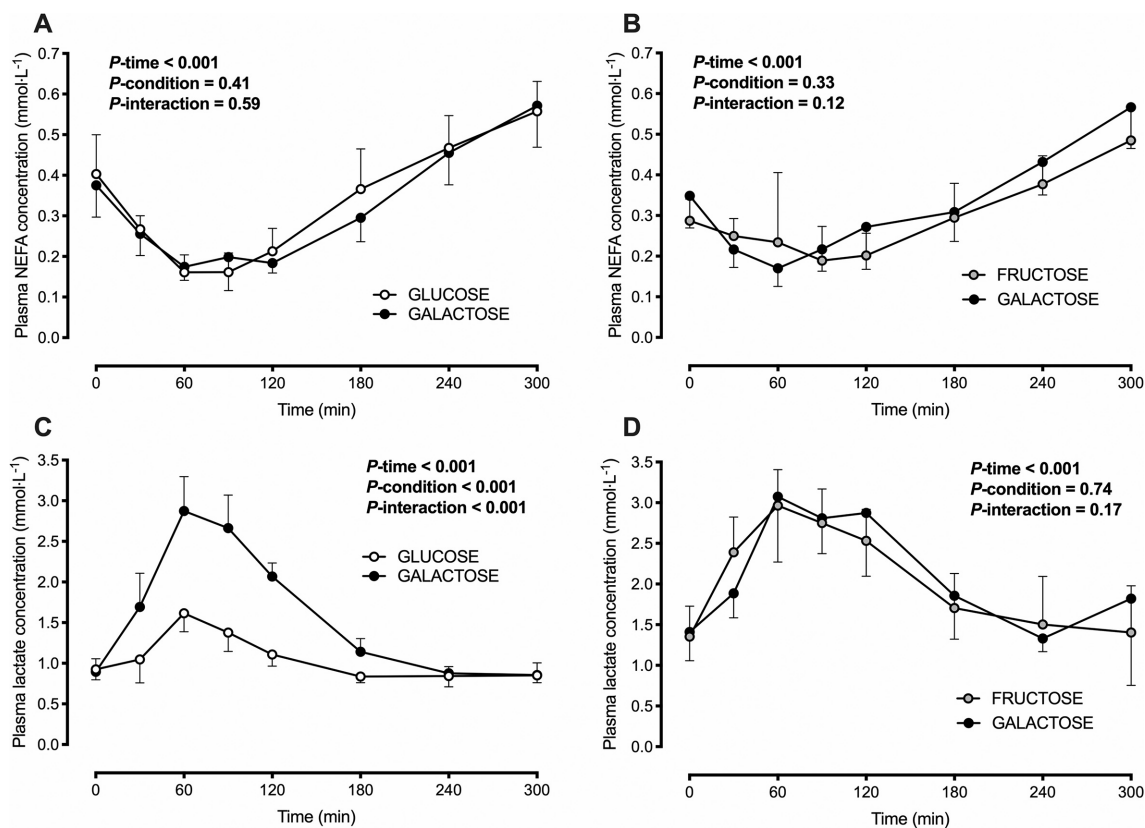 A
P-time < 0.001
P-condition = 0.41
P-interaction = 0.59
Plasma NEFA concentration (mmol·L⁻¹)
0.7
0.6
0.5
0.4
0.3
0.2
0.1
0.0
GLUCOSE
GALACTOSE
0 60 120 180 240 300
Time (min)
B
P-time < 0.001
P-condition = 0.33
P-interaction = 0.12
Plasma NEFA concentration (mmol·L⁻¹)
0.7
0.6
0.5
0.4
0.3
0.2
0.1
0.0
FRUCTOSE
GALACTOSE
0 60 120 180 240 300
Time (min)
C
P-time < 0.001
P-condition < 0.001
P-interaction < 0.001
Plasma lactate concentration (mmol·L⁻¹)
3.5
3.0
2.5
2.0
1.5
1.0
0.5
0.0
GLUCOSE
GALACTOSE
0 60 120 180 240 300
Time (min)
D
P-time < 0.001
P-condition = 0.74
P-interaction = 0.17
Plasma lactate concentration (mmol·L⁻¹)
3.5
3.0
2.5
2.0
1.5
1.0
0.5
0.0
FRUCTOSE
GALACTOSE
0 60 120 180 240 300
Time (min)